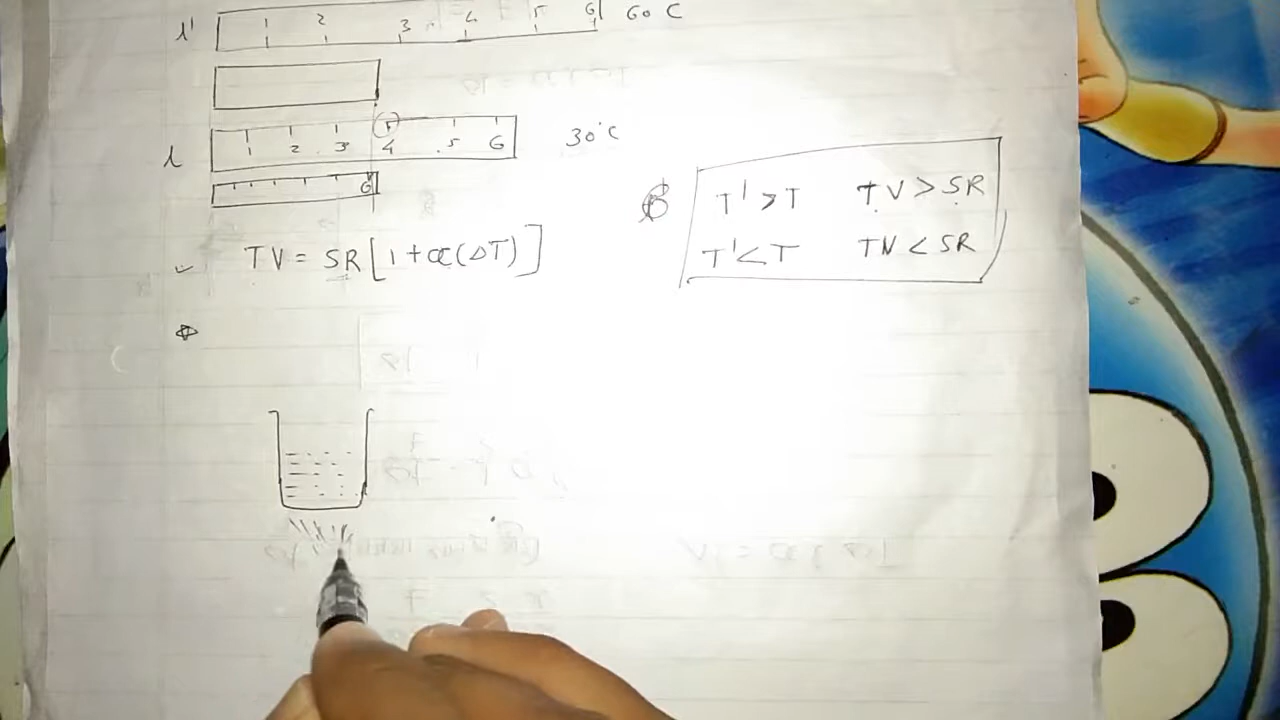 l' 1 2 3 4 5 6 60 C
l 1 2 3 4 5 6 30°C
6
T' > T TV > SR
T' < T TV < SR
TV = SR [1 + α(ΔT)]